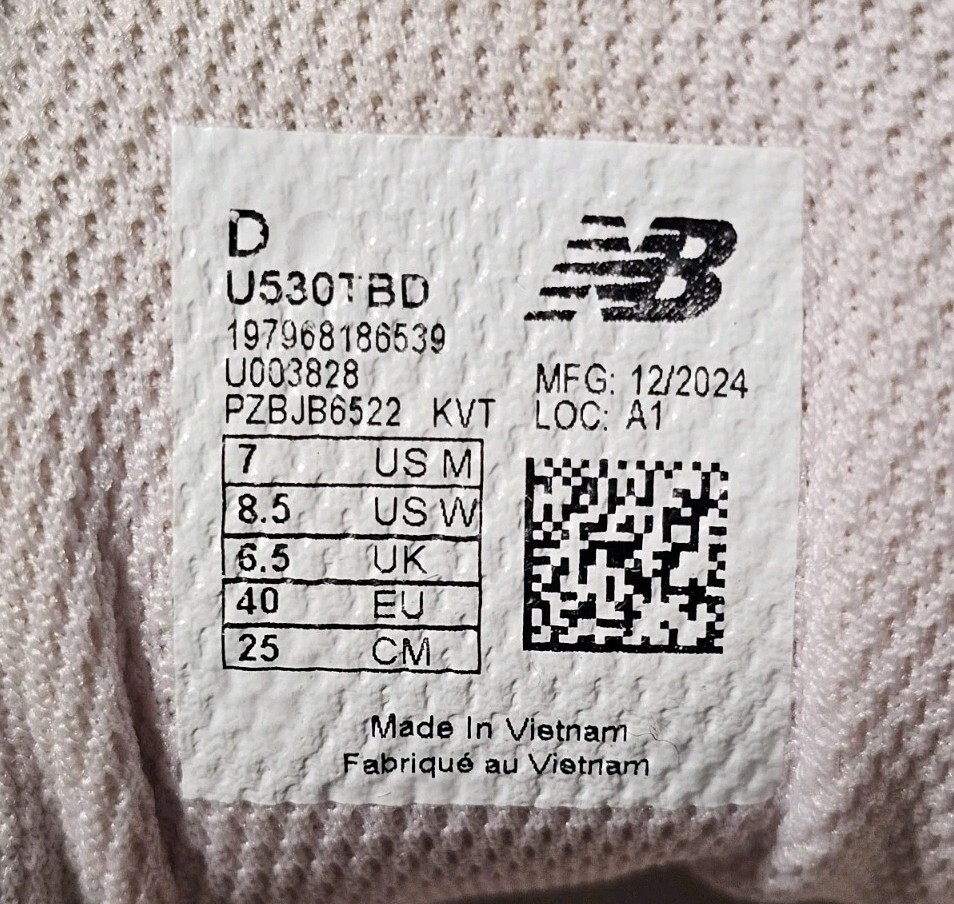 D
NB
U530TBD
197968186539
U003828
MFG: 12/2024
PZBJB6522 KVT
LOC: A1
7 US M
8.5 US W
6.5 UK
40 EU
25 CM
Made In Vietnam
Fabriqué au Vietnam